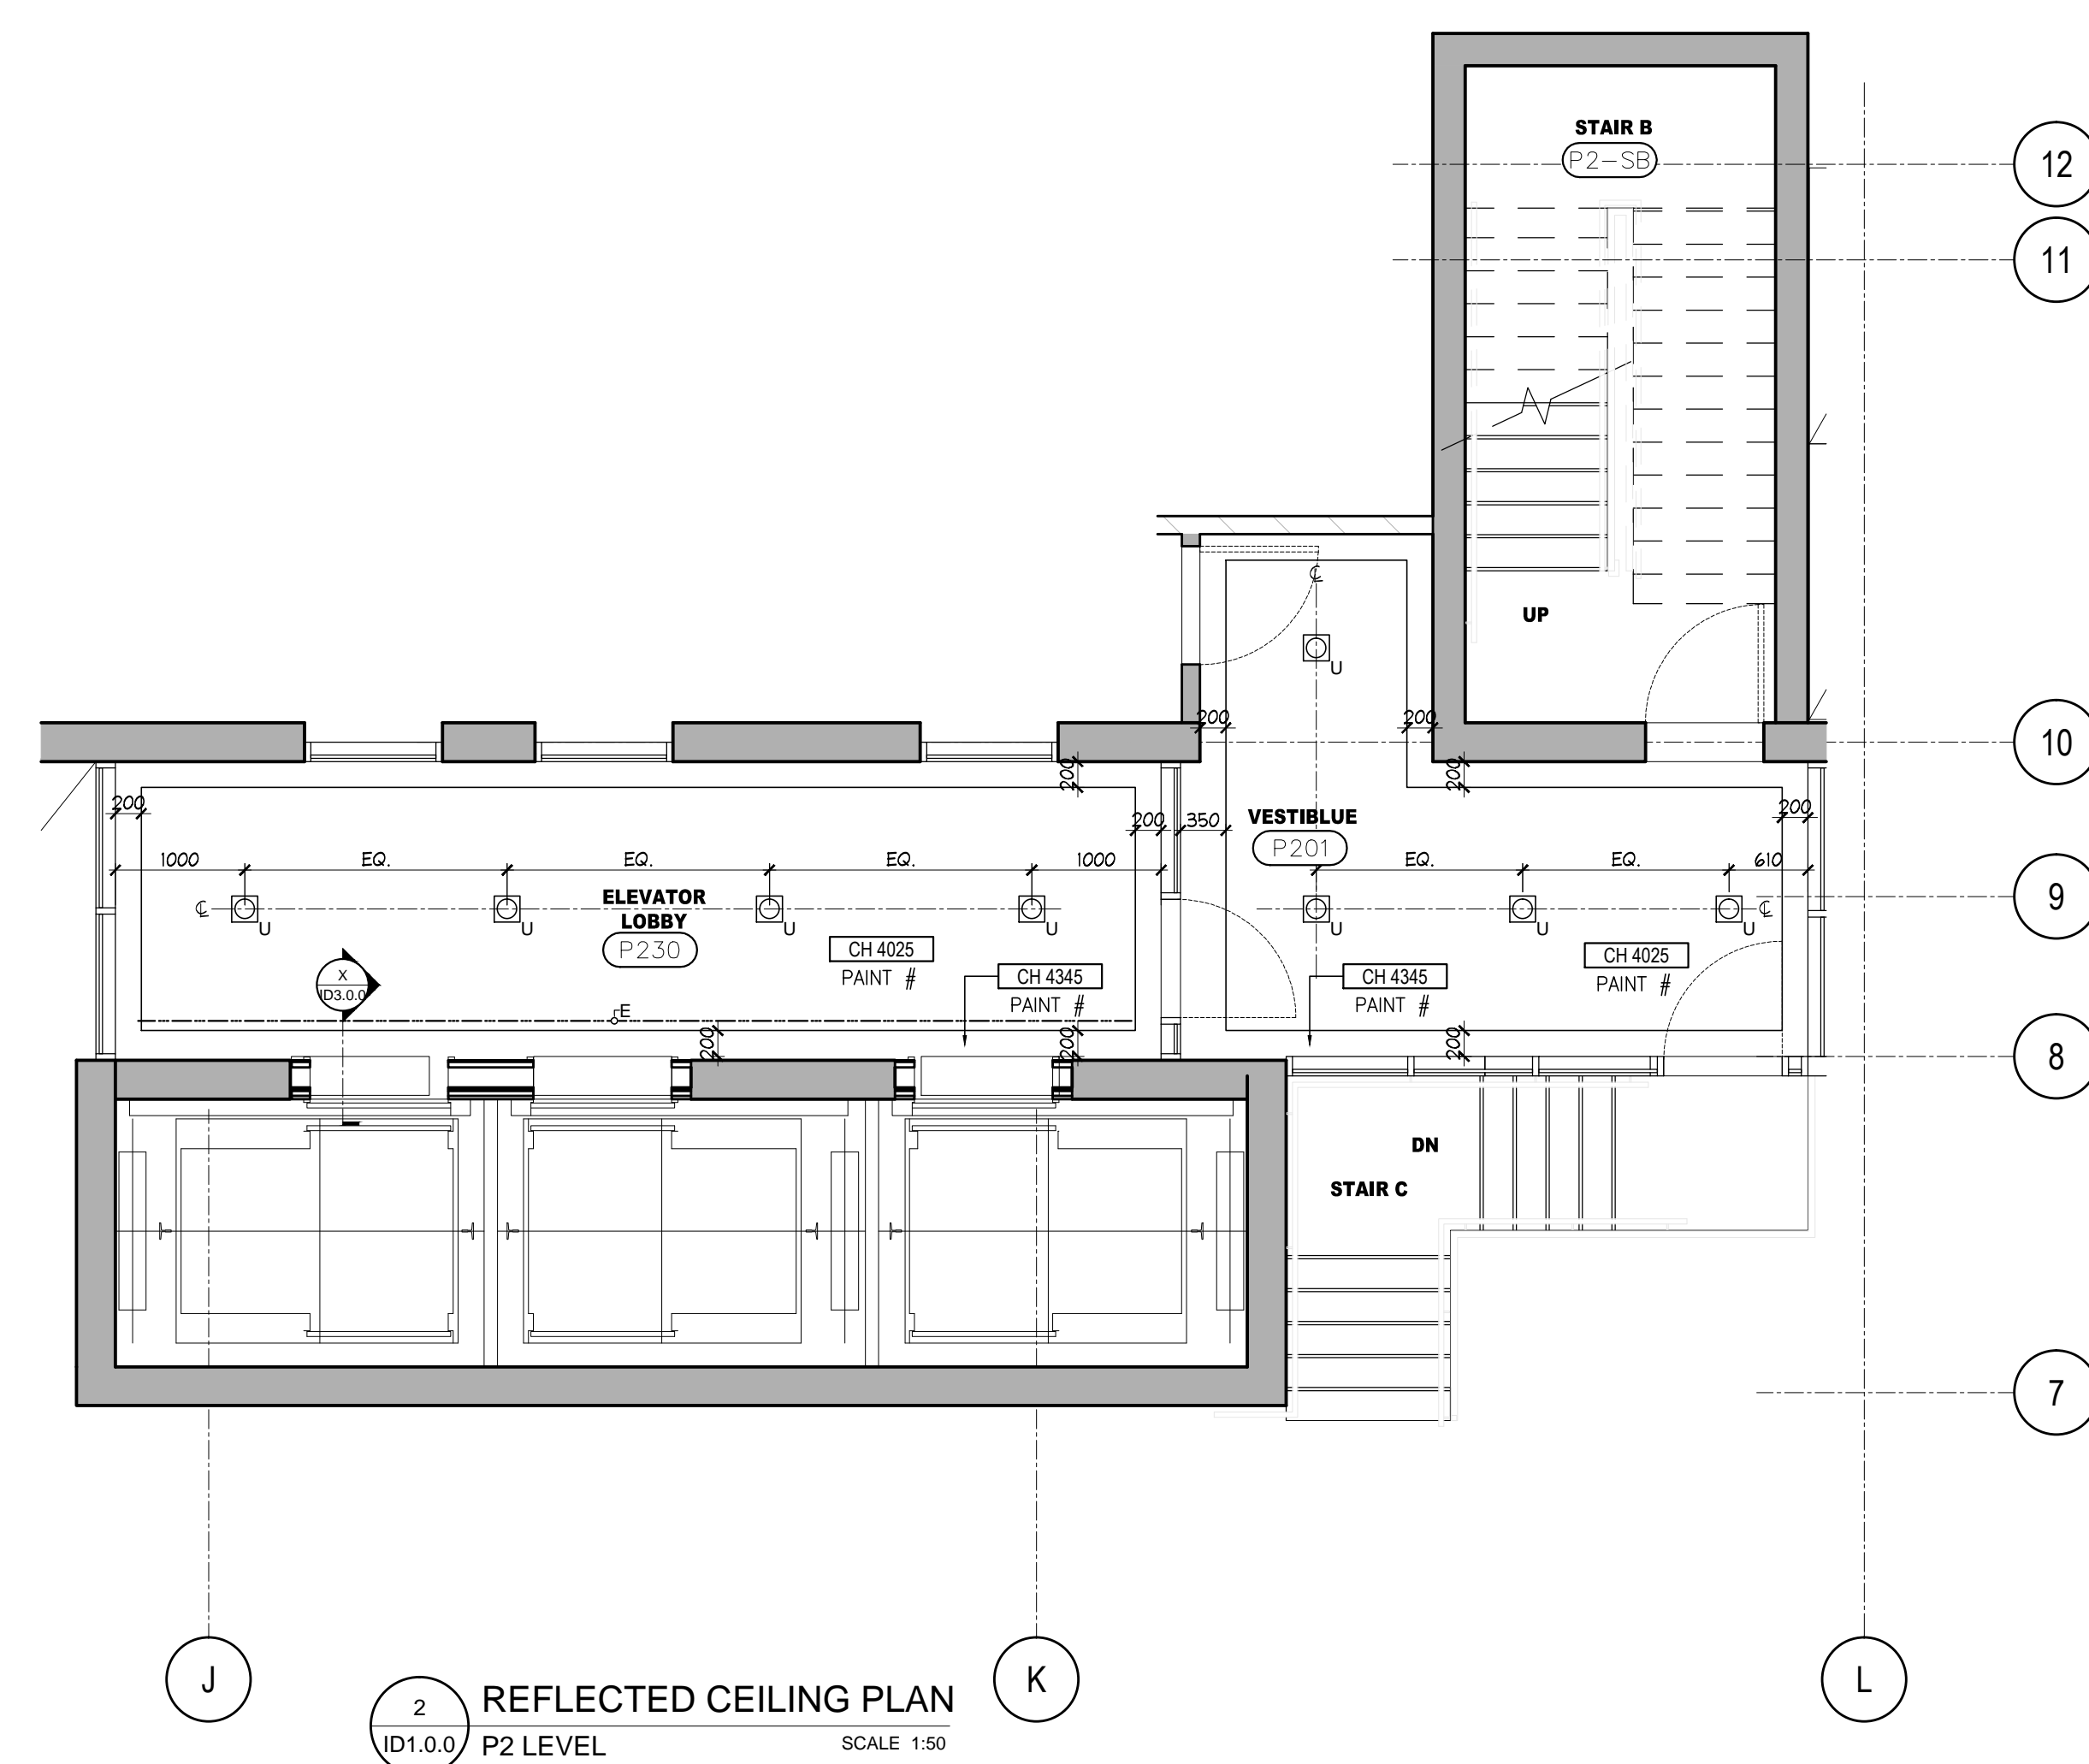 STAIR B
P2-SB
12
11
UP
℄
U
200
200
10
200
200
200
200
200
350
VESTIBLUE
P201
1000
EQ.
EQ.
EQ.
1000
EQ.
EQ.
610
9
℄
U
ELEVATOR
LOBBY
P230
U
U
U
U
U
U
℄
CH 4025
PAINT #
CH 4345
PAINT #
CH 4345
PAINT #
CH 4025
PAINT #
X
ID3.0.0
E
200
200
200
8
DN
STAIR C
7
J
K
L
2
ID1.0.0
REFLECTED CEILING PLAN
P2 LEVEL
SCALE 1:50